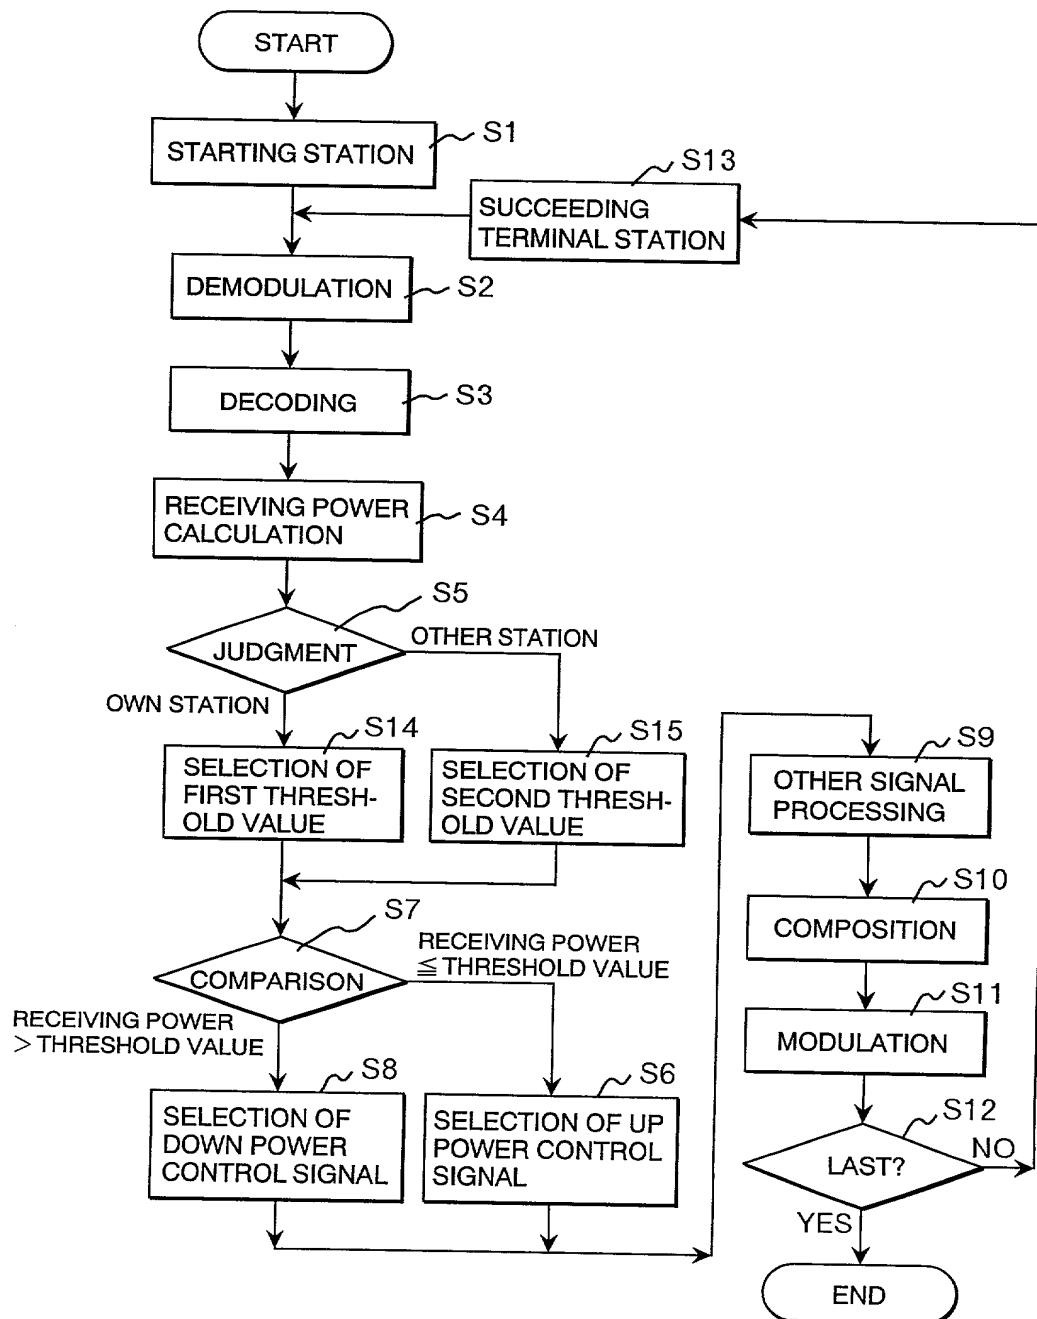 START
STARTING STATION
S1
S13
SUCCEEDING
TERMINAL STATION
DEMODULATION
S2
DECODING
S3
RECEIVING POWER
CALCULATION
S4
S5
JUDGMENT
OTHER STATION
OWN STATION
S14
SELECTION OF
FIRST THRESH-
OLD VALUE
S15
SELECTION OF
SECOND THRESH-
OLD VALUE
S7
COMPARISON
RECEIVING POWER
≦ THRESHOLD VALUE
RECEIVING POWER
> THRESHOLD VALUE
S8
SELECTION OF
DOWN POWER
CONTROL SIGNAL
S6
SELECTION OF UP
POWER CONTROL
SIGNAL
S9
OTHER SIGNAL
PROCESSING
S10
COMPOSITION
S11
MODULATION
S12
LAST?
NO
YES
END